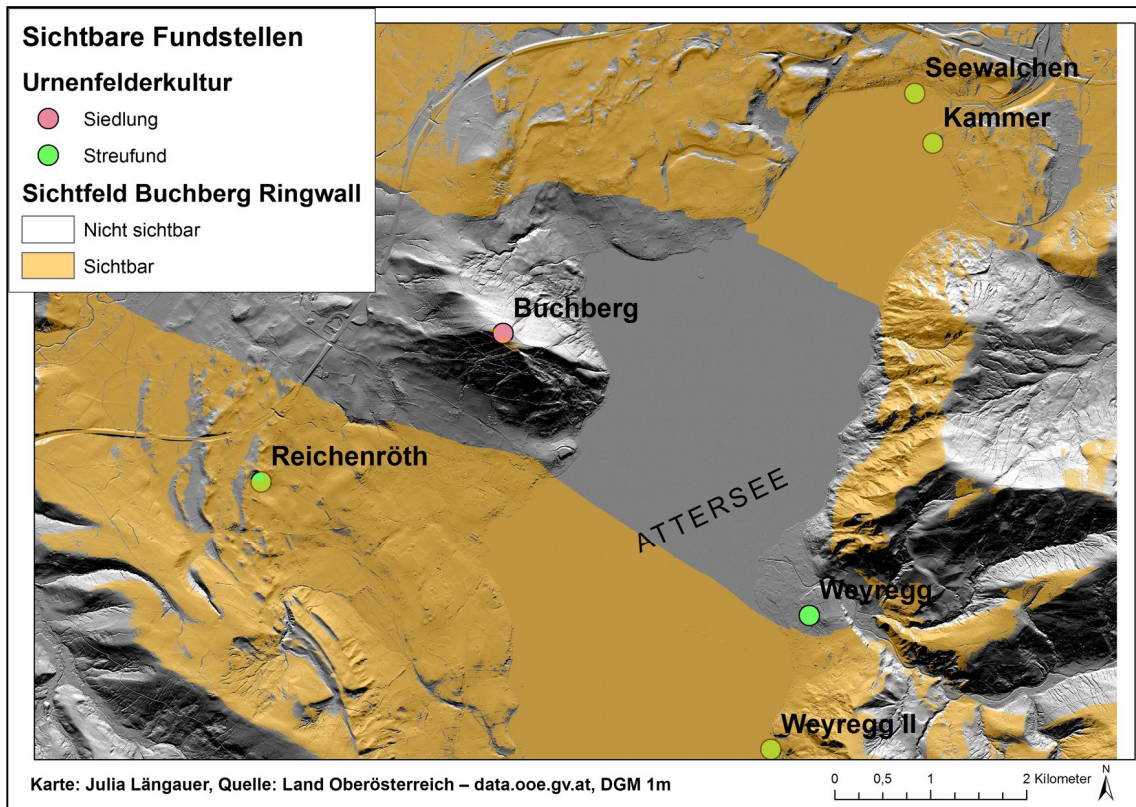 Sichtbare Fundstellen
Urnenfelderkultur
Siedlung
Streufund
Sichtfeld Buchberg Ringwall
Nicht sichtbar
Sichtbar
Seewalchen
Kammer
Buchberg
Reichenröth
ATTERSEE
Weyregg
Weyregg II
Karte: Julia Längauer, Quelle: Land Oberösterreich – data.ooe.gv.at, DGM 1m
0 0,5 1 2 Kilometer
N